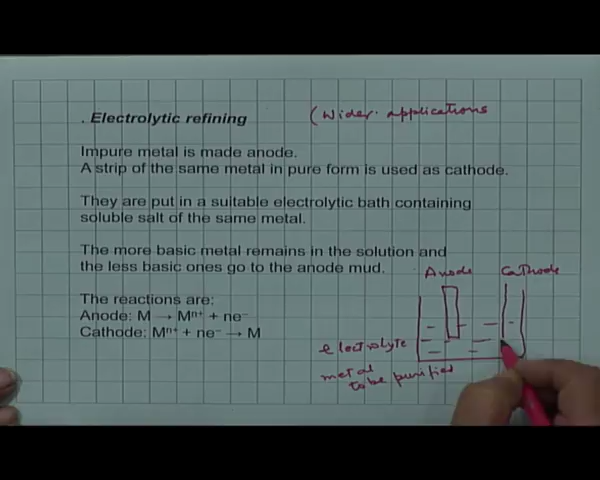 . Electrolytic refining
(Wider. applications
Impure metal is made anode.
A strip of the same metal in pure form is used as cathode.
They are put in a suitable electrolytic bath containing
soluble salt of the same metal.
The more basic metal remains in the solution and
the less basic ones go to the anode mud.
Anode
Cathode
The reactions are:
Anode: M → Mⁿ⁺ + ne⁻
Cathode: Mⁿ⁺ + ne⁻ → M
electrolyte
metal
to be purified